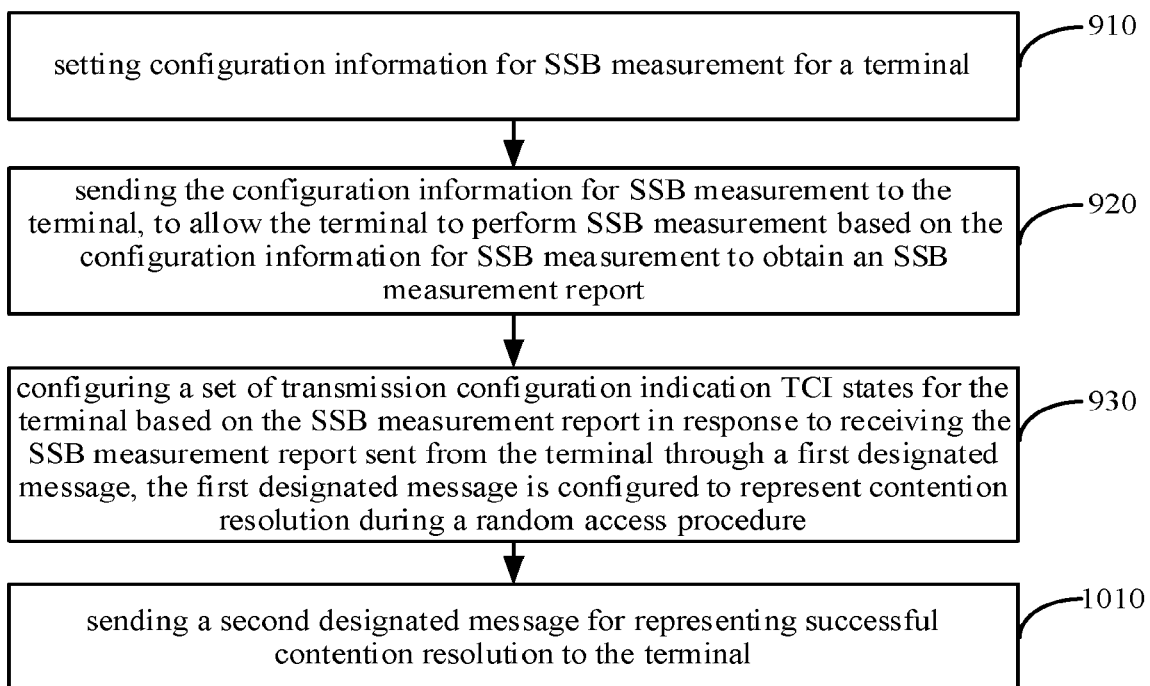 setting configuration information for SSB measurement for a terminal
910
sending the configuration information for SSB measurement to the
terminal, to allow the terminal to perform SSB measurement based on the
configuration information for SSB measurement to obtain an SSB
measurement report
920
configuring a set of transmission configuration indication TCI states for the
terminal based on the SSB measurement report in response to receiving the
SSB measurement report sent from the terminal through a first designated
message, the first designated message is configured to represent contention
resolution during a random access procedure
930
sending a second designated message for representing successful
contention resolution to the terminal
1010